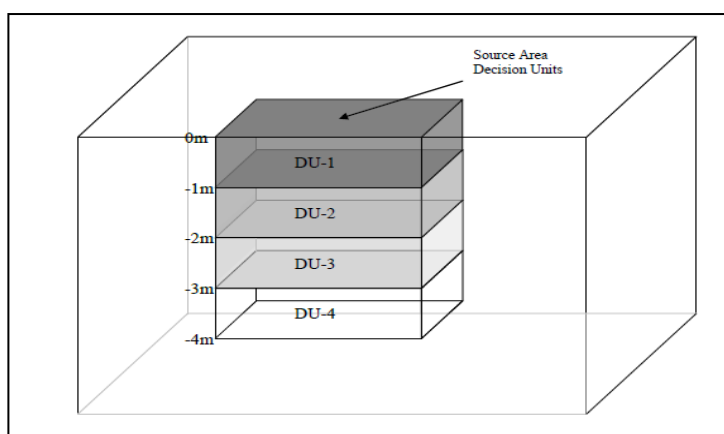 Source Area
Decision Units
0m
DU-1
-1m
DU-2
-2m
DU-3
-3m
DU-4
-4m